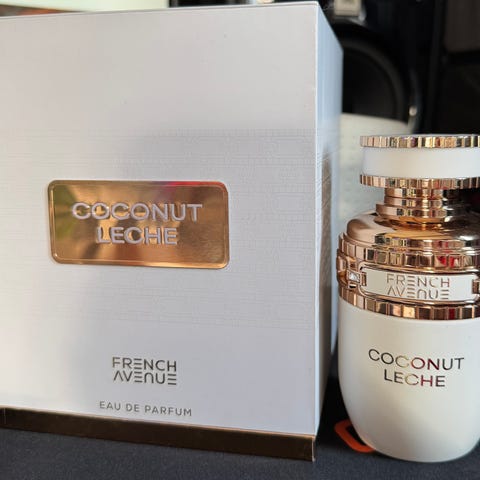 COCONUT
LECHE
FRENCH
AVENUE
EAU DE PARFUM
FRENCH
AVENUE
COCONUT
LECHE